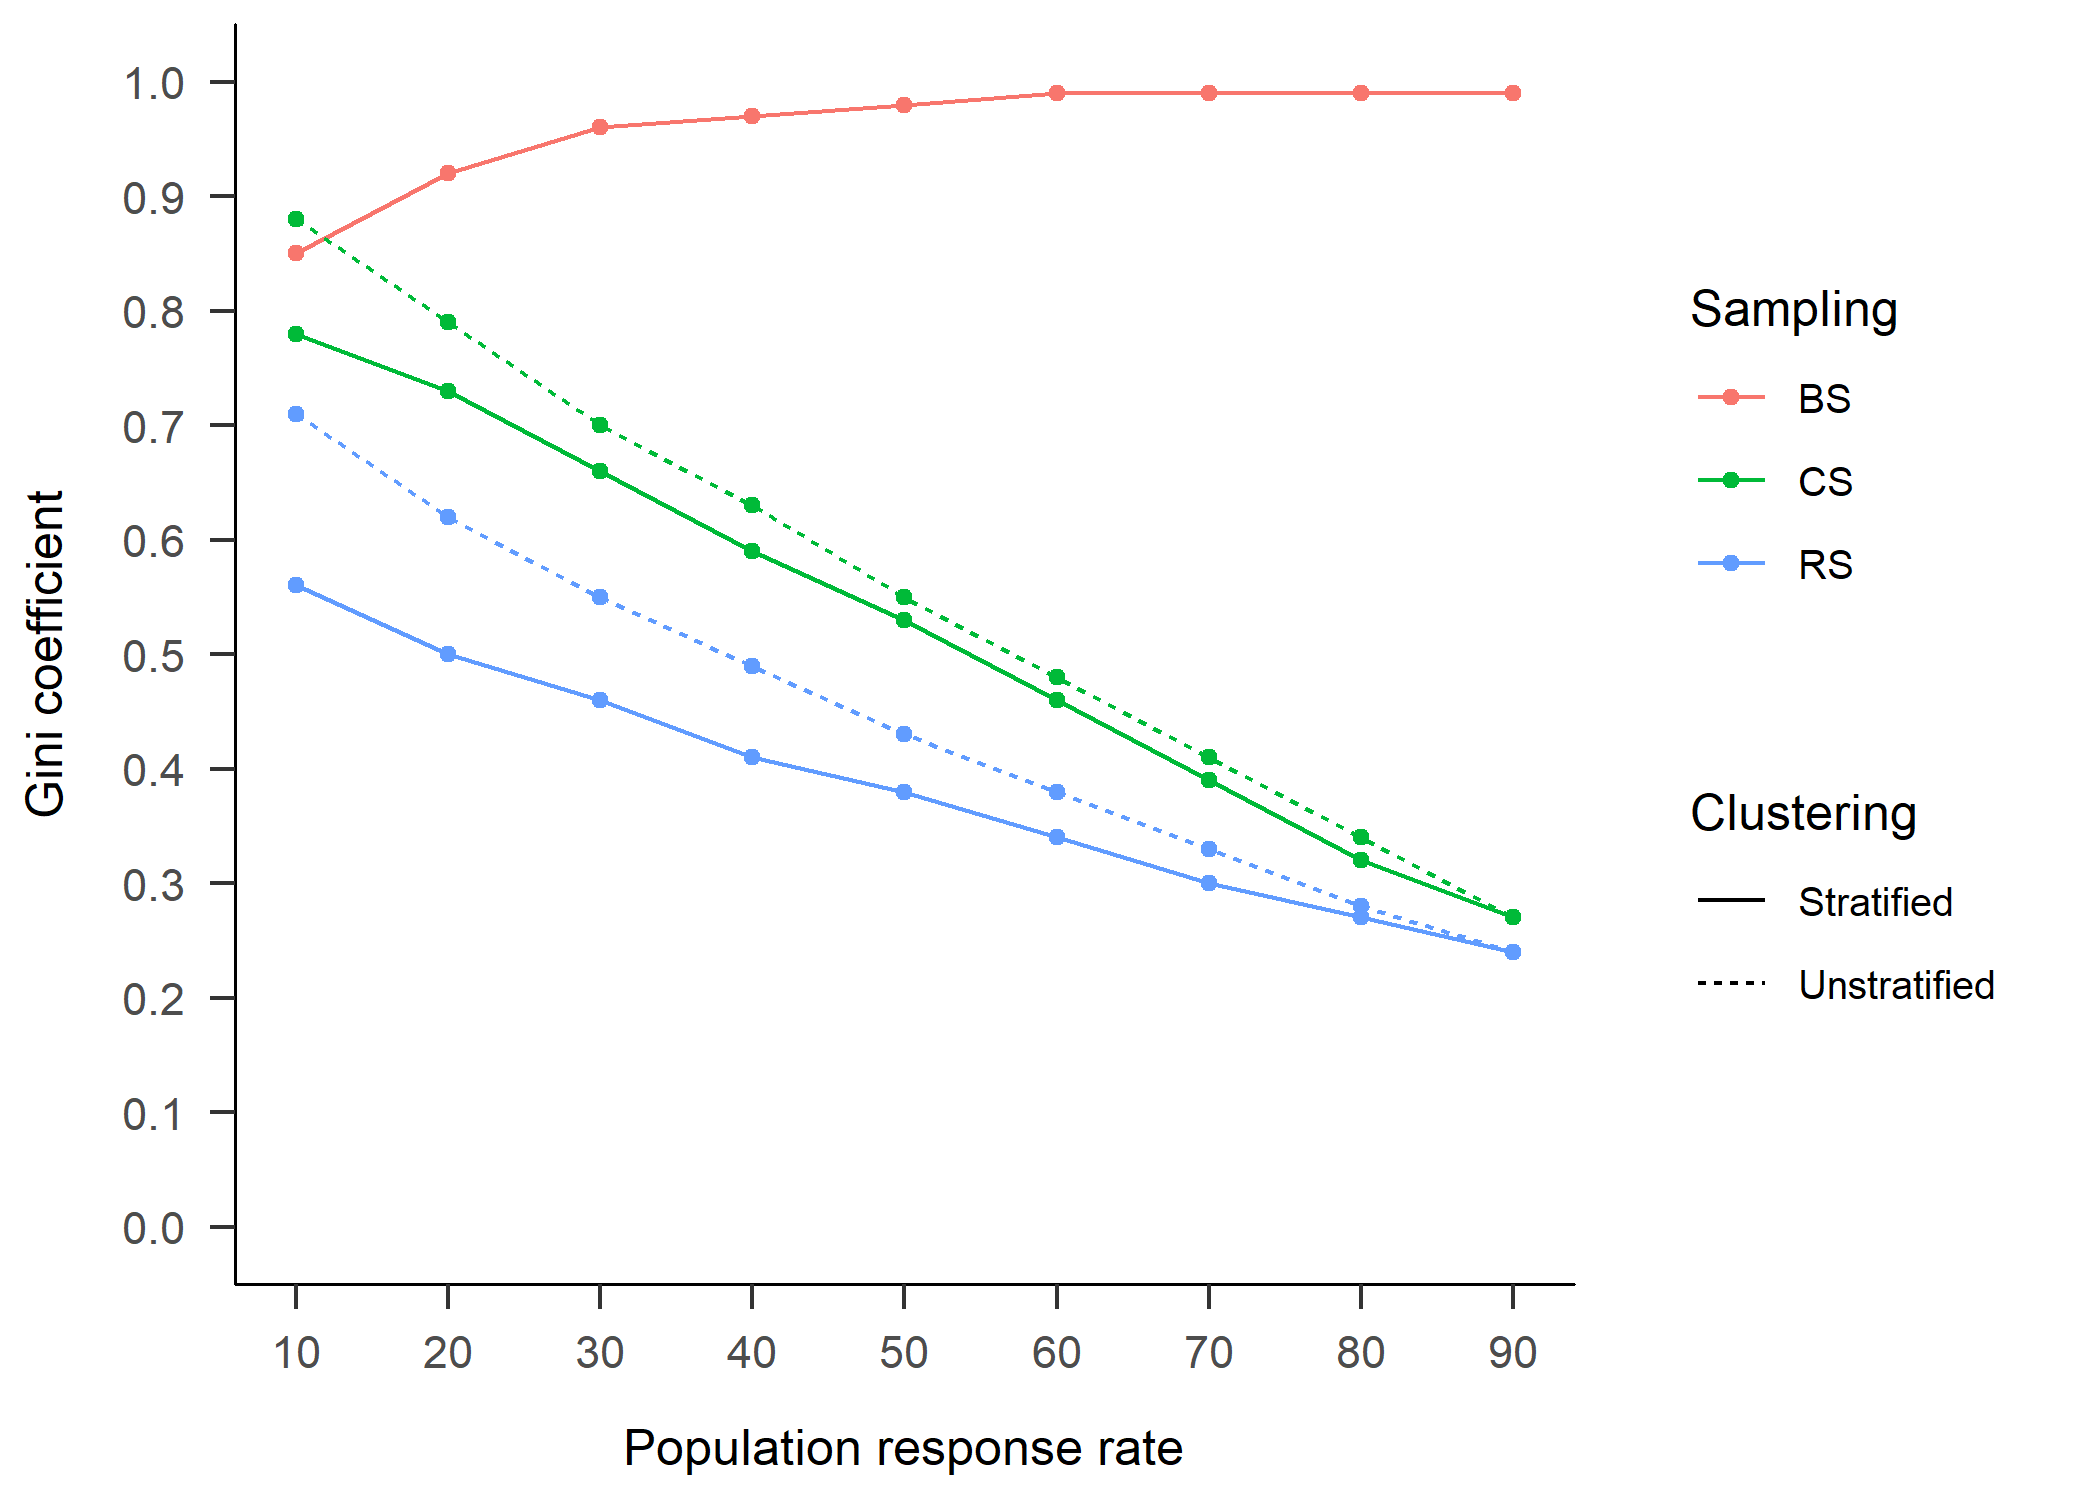 1.0
0.9
0.8
0.7
0.6
0.5
0.4
0.3
0.2
0.1
0.0
Gini coefficient
10 20 30 40 50 60 70 80 90
Population response rate
Sampling
BS
CS
RS
Clustering
Stratified
Unstratified